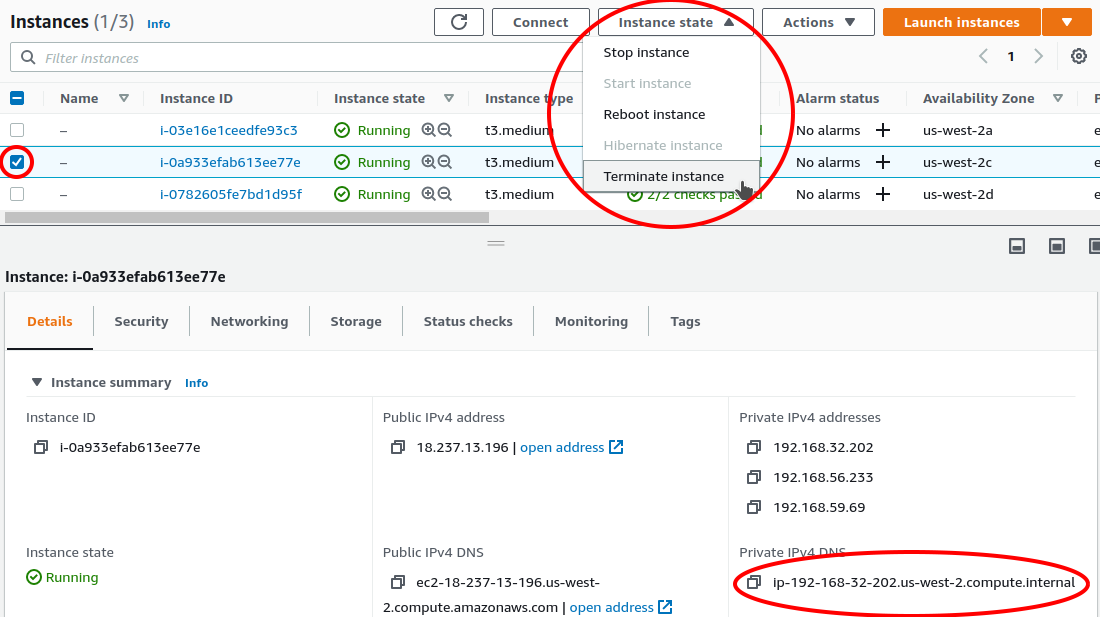 Instances (1/3) Info
Connect
Instance state
Actions
Launch instances
Filter instances
1
Stop instance
Start instance
Reboot instance
Hibernate instance
Terminate instance
Name Instance ID Instance state Instance type Alarm status Availability Zone
– i-03e16e1ceedfe93c3 Running t3.medium No alarms + us-west-2a
– i-0a933efab613ee77e Running t3.medium No alarms + us-west-2c
– i-0782605fe7bd1d95f Running t3.medium 2/2 checks passed No alarms + us-west-2d
Instance: i-0a933efab613ee77e
Details Security Networking Storage Status checks Monitoring Tags
Instance summary Info
Instance ID
i-0a933efab613ee77e
Public IPv4 address
18.237.13.196 | open address
Private IPv4 addresses
192.168.32.202
192.168.56.233
192.168.59.69
Instance state
Running
Public IPv4 DNS
ec2-18-237-13-196.us-west-
2.compute.amazonaws.com | open address
Private IPv4 DNS
ip-192-168-32-202.us-west-2.compute.internal